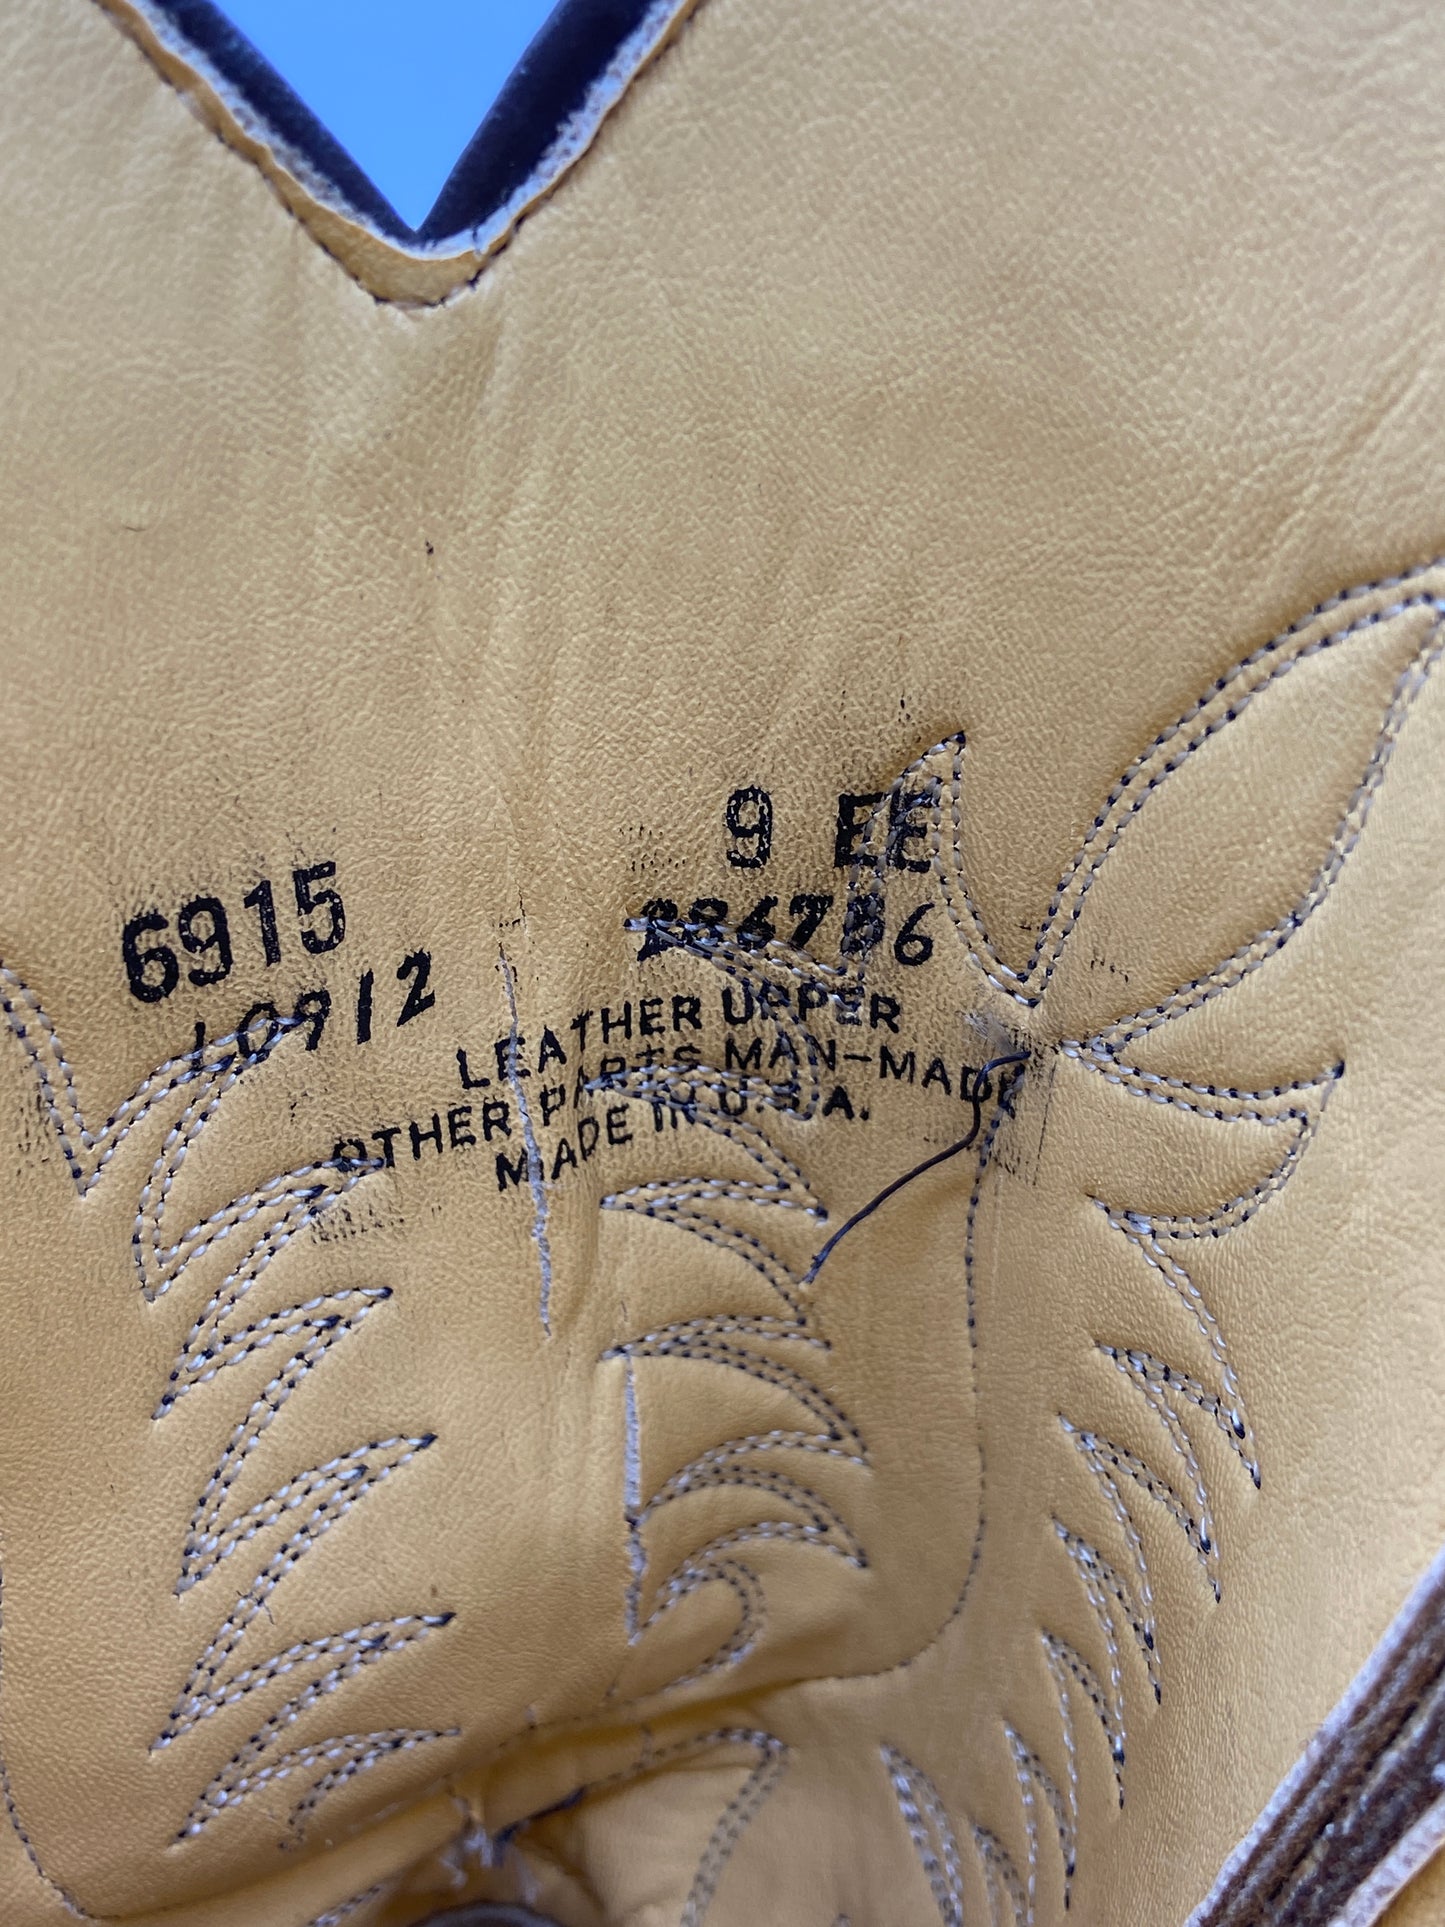 9 EE
6915
L0912
LEATHER UPPER
OTHER PARTS MAN-MADE
MADE IN U.S.A.